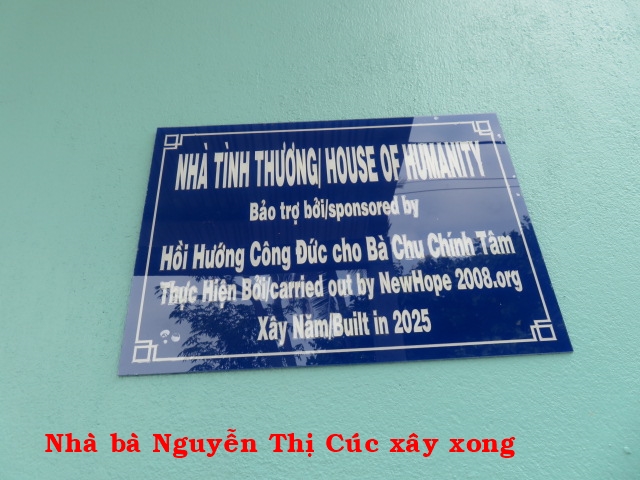 NHÀ TÌNH THƯƠNG/ HOUSE OF HUMANITY
Bảo trợ bởi/sponsored by
Hồi Hướng Công Đức cho Bà Chu Chính Tâm
Thực Hiện Bởi/carried out by NewHope 2008.org
Xây Năm/Built in 2025
Nhà bà Nguyễn Thị Cúc xây xong